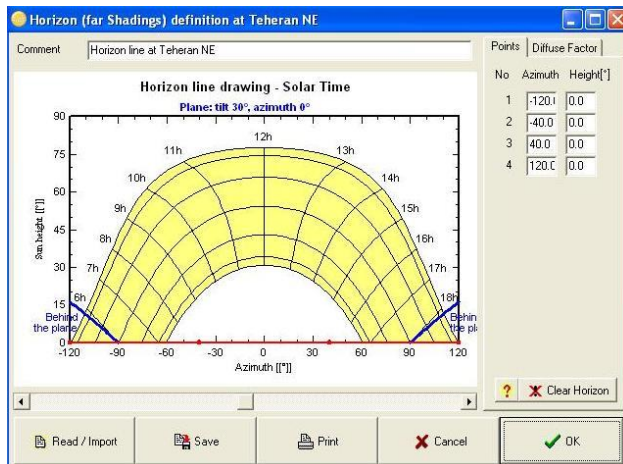 Horizon (far Shadings) definition at Teheran NE
Comment Horizon line at Teheran NE
Points Diffuse Factor
No Azimuth Height[°]
1 -120.( 0.0
2 -40.0 0.0
3 40.0 0.0
4 120.C 0.0
Horizon line drawing - Solar Time
Plane: tilt 30°, azimuth 0°
90
75
60
45
30
15
0
Sun height [[°]]
12h
11h 13h
10h 14h
9h 15h
8h 16h
7h 17h
6h 18h
Behind
the plane
Behin
the pl
-120 -90 -60 -30 0 30 60 90 120
Azimuth [[°]]
? Clear Horizon
Read / Import Save Print Cancel OK